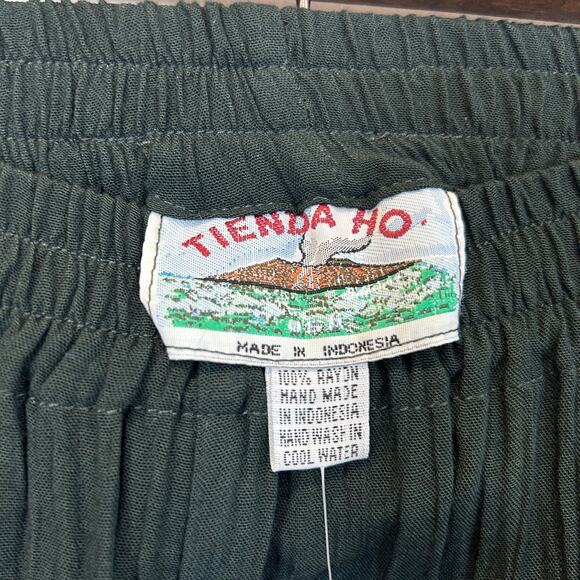 TIENDA HO.
MADE IN INDONESIA
100% RAYON
HAND MADE
IN INDONESIA
HAND WASH IN
COOL WATER